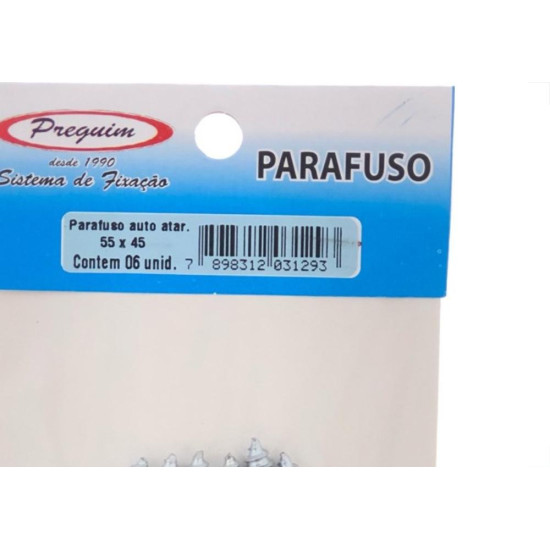 Preguim
desde 1990
Sistema de Fixação
PARAFUSO
Parafuso auto atar.
55 x 45
Contem 06 unid.
7 898312 031293